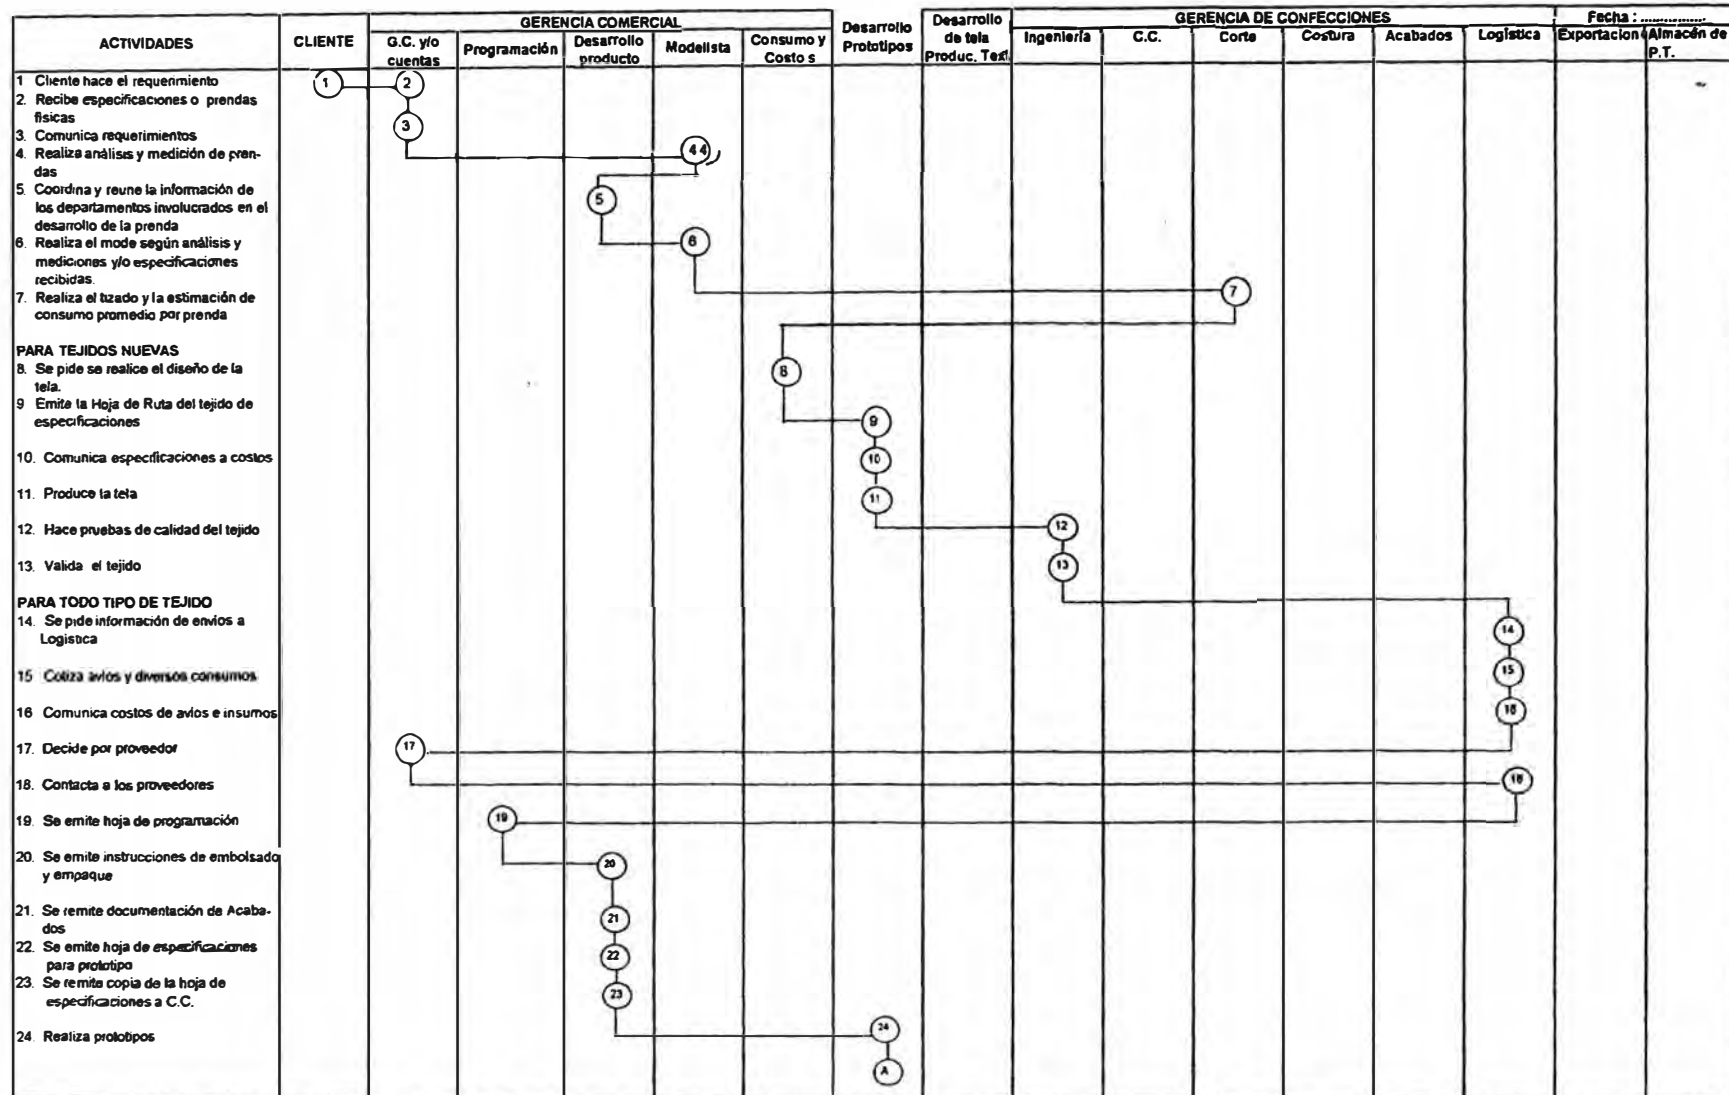 GERENCIA COMERCIAL
GERENCIA DE CONFECCIONES
Fecha : ................
ACTIVIDADES
CLIENTE
G.C. y/o
cuentas
Programación
Desarrollo
producto
Modelista
Consumo y
Costo s
Desarrollo
Prototipos
Desarrollo
de tela
Produc. Text
Ingeniería
C.C.
Corte
Costura
Acabados
Logística
Exportacion
Almacén de
P.T.
1 Cliente hace el requerimiento
2. Recibe especificaciones o prendas
físicas
3. Comunica requerimientos
4. Realiza análisis y medición de pren-
das
5. Coordina y reune la información de
los departamentos involucrados en el
desarrollo de la prenda
6. Realiza el mode según análisis y
mediciones y/o especificaciones
recibidas.
7. Realiza el tizado y la estimación de
consumo promedio por prenda
PARA TEJIDOS NUEVAS
8. Se pide se realice el diseño de la
tela.
9 Emite la Hoja de Ruta del tejido de
especificaciones
10. Comunica especificaciones a costos
11. Produce la tela
12. Hace pruebas de calidad del tejido
13. Valida el tejido
PARA TODO TIPO DE TEJIDO
14. Se pide información de envíos a
Logística
15 Cotiza avíos y diversos consumos
16 Comunica costos de avíos e insumos
17. Decide por proveedor
18. Contacta a los proveedores
19. Se emite hoja de programación
20. Se emite instrucciones de embolsado
y empaque
21. Se remite documentación de Acaba-
dos
22. Se emite hoja de especificaciones
para prototipo
23. Se remite copia de la hoja de
especificaciones a C.C.
24. Realiza prototipos
1
2
3
4 4
5
6
7
8
9
10
11
12
13
14
15
16
17
18
19
20
21
22
23
24
A